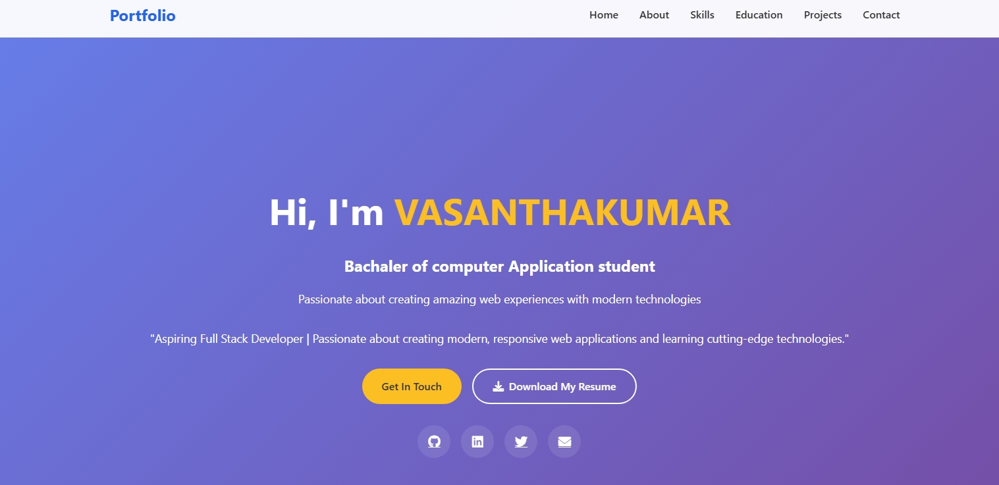 Portfolio
Home About Skills Education Projects Contact
Hi, I'm VASANTHAKUMAR
Bachaler of computer Application student
Passionate about creating amazing web experiences with modern technologies
"Aspiring Full Stack Developer | Passionate about creating modern, responsive web applications and learning cutting-edge technologies."
Get In Touch
Download My Resume
in